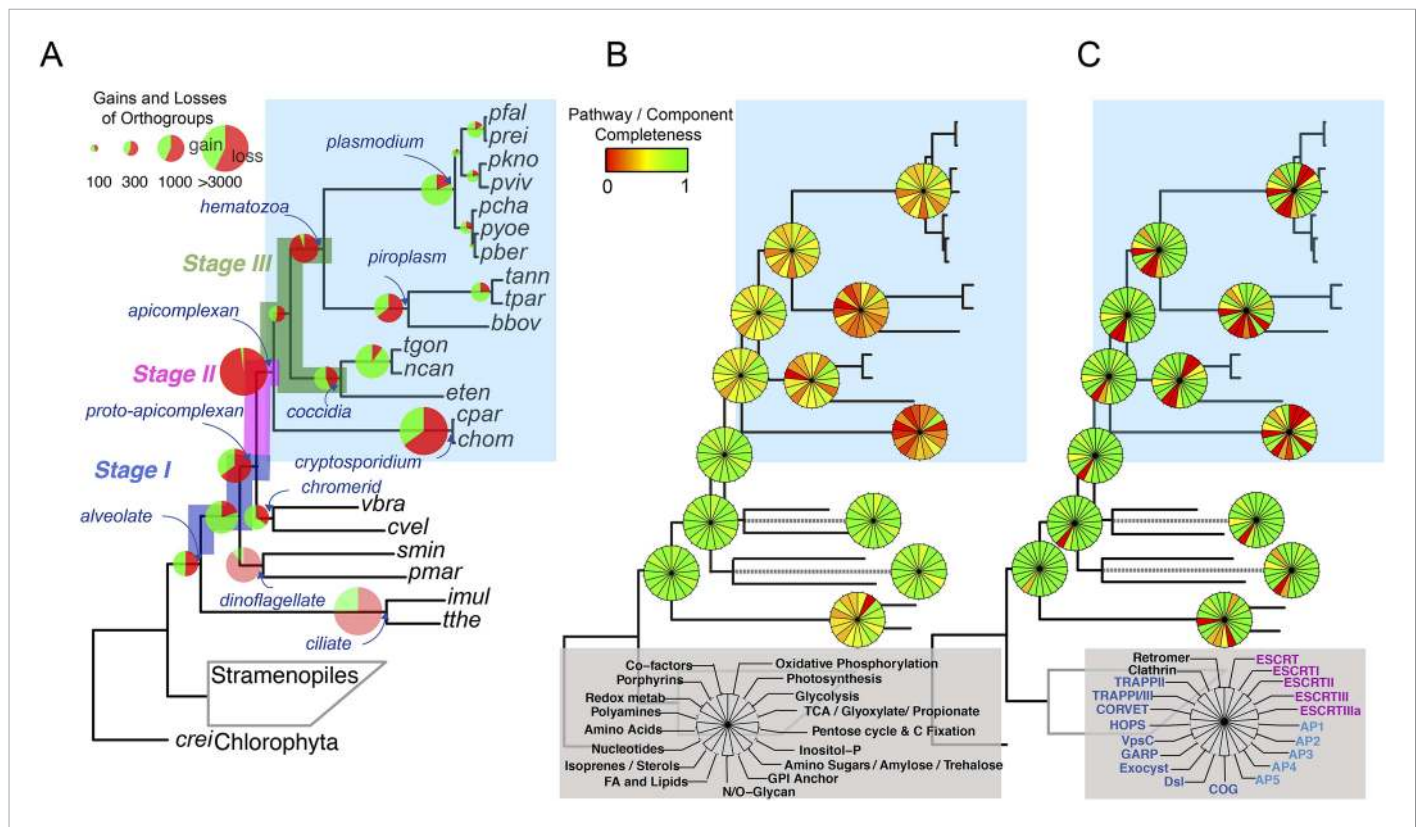 A
B
C
Gains and Losses
of Orthogroups
gain
loss
100 300 1000 >3000
Pathway / Component
Completeness
0 1
pfal
prei
plasmodium
pkno
pviv
hematozoa
pcha
pyoe
pber
Stage III
piroplasm
tann
tpar
bbov
apicomplexan
tgon
ncan
Stage II
eten
proto-apicomplexan
coccidia
cpar
chom
Stage I
cryptosporidium
chromerid
vbra
cvel
alveolate
smin
pmar
dinoflagellate
imul
tthe
ciliate
Stramenopiles
crei Chlorophyta
Co-factors
Porphyrins
Redox metab
Polyamines
Amino Acids
Nucleotides
Isoprenes / Sterols
FA and Lipids
N/O-Glycan
Oxidative Phosphorylation
Photosynthesis
Glycolysis
TCA / Glyoxylate/ Propionate
Pentose cycle & C Fixation
Inositol-P
Amino Sugars / Amylose / Trehalose
GPI Anchor
Retromer
Clathrin
TRAPPII
TRAPPI/III
CORVET
HOPS
VpsC
GARP
Exocyst
Dsl
COG
ESCRT
ESCRTI
ESCRTII
ESCRTIII
ESCRTIIIa
AP1
AP2
AP3
AP4
AP5